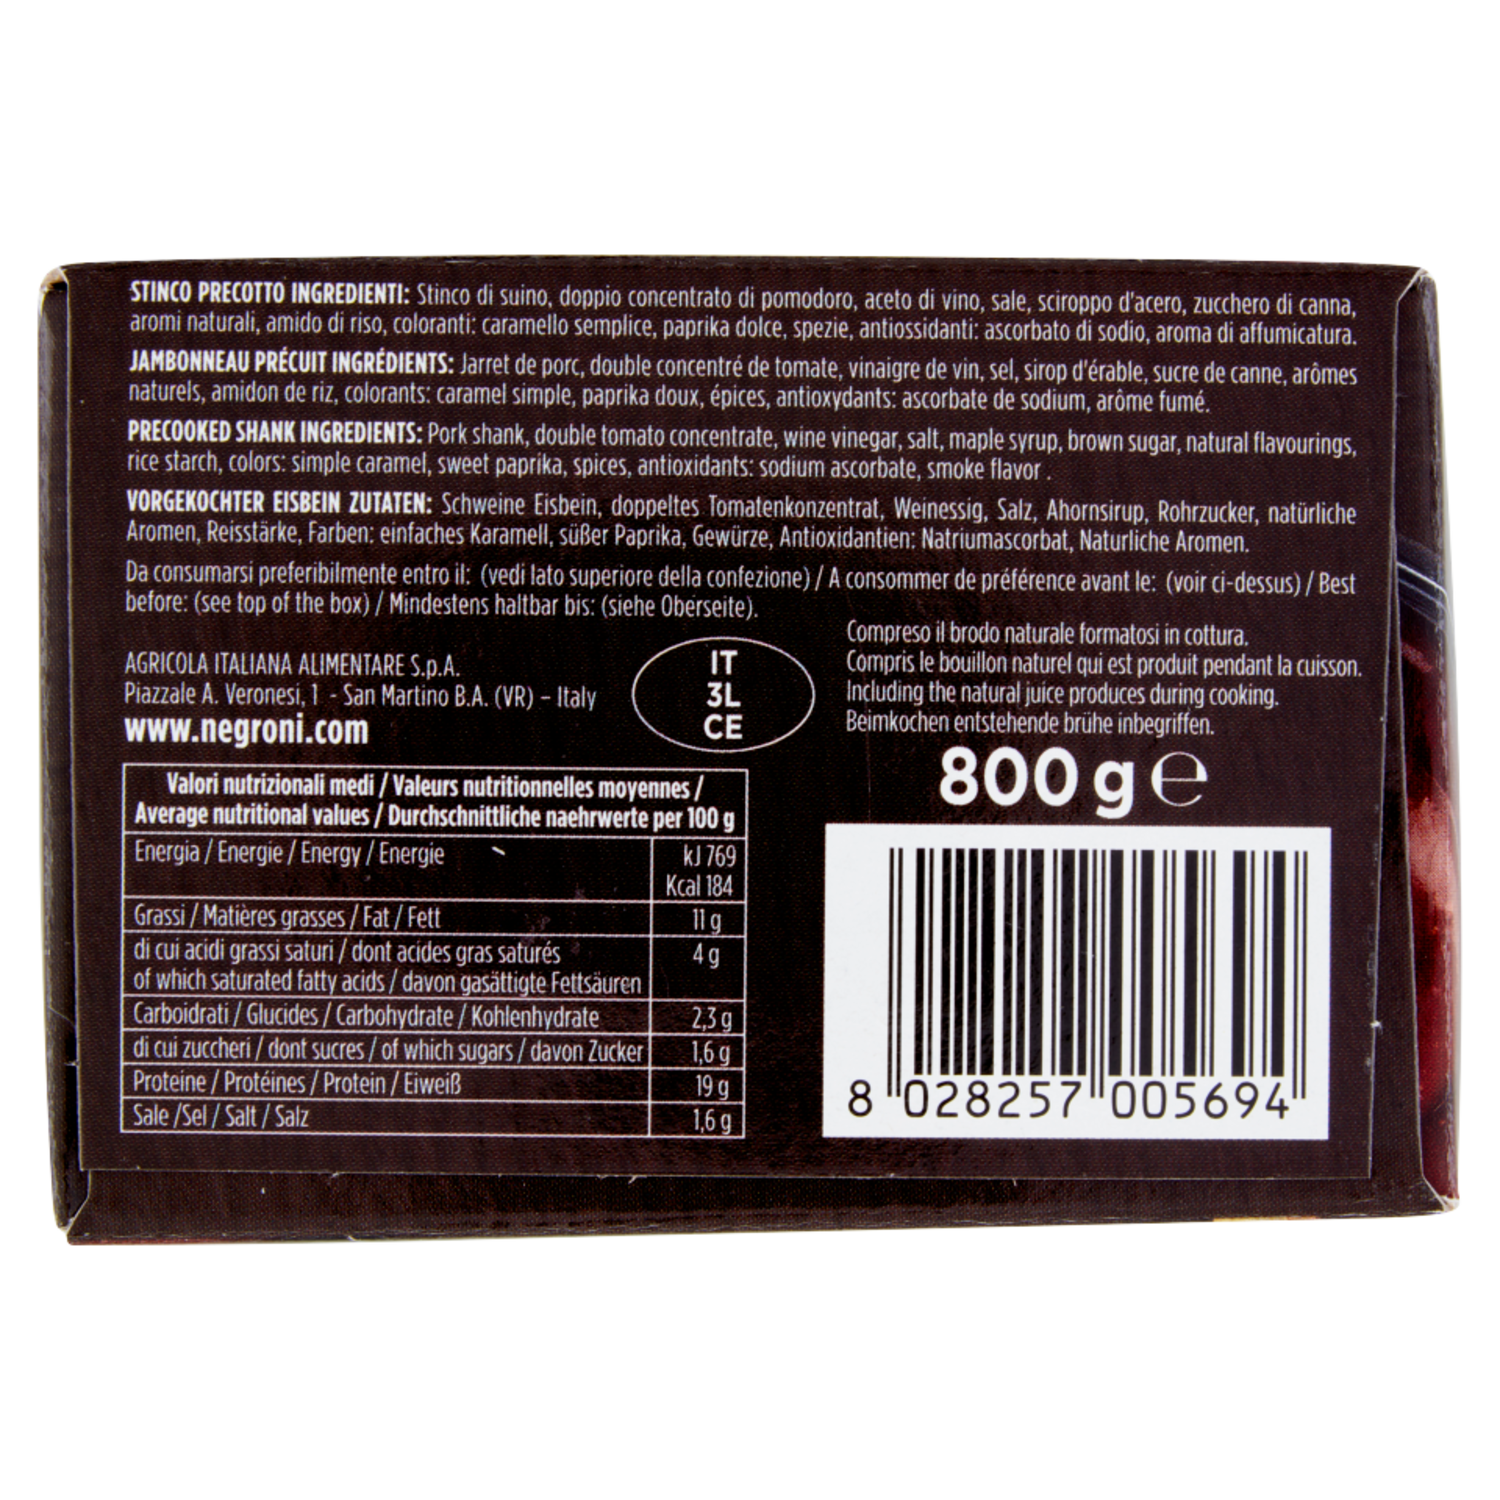 STINCO PRECOTTO INGREDIENTI: Stinco di suino, doppio concentrato di pomodoro, aceto di vino, sale, sciroppo d'acero, zucchero di canna,
aromi naturali, amido di riso, coloranti: caramello semplice, paprika dolce, spezie, antiossidanti: ascorbato di sodio, aroma di affumicatura.
JAMBONNEAU PRÉCUIT INGRÉDIENTS: Jarret de porc, double concentré de tomate, vinaigre de vin, sel, sirop d'érable, sucre de canne, arômes
naturels, amidon de riz, colorants: caramel simple, paprika doux, épices, antioxydants: ascorbate de sodium, arôme fumé.
PRECOOKED SHANK INGREDIENTS: Pork shank, double tomato concentrate, wine vinegar, salt, maple syrup, brown sugar, natural flavourings,
rice starch, colors: simple caramel, sweet paprika, spices, antioxidants: sodium ascorbate, smoke flavor .
VORGEKOCHTER EISBEIN ZUTATEN: Schweine Eisbein, doppeltes Tomatenkonzentrat, Weinessig, Salz, Ahornsirup, Rohrzucker, natürliche
Aromen, Reisstärke, Farben: einfaches Karamell, süßer Paprika, Gewürze, Antioxidantien: Natriumascorbat, Naturliche Aromen.
Da consumarsi preferibilmente entro il: (vedi lato superiore della confezione) / A consommer de préférence avant le: (voir ci-dessus) / Best
before: (see top of the box) / Mindestens haltbar bis: (siehe Oberseite).
AGRICOLA ITALIANA ALIMENTARE S.p.A.
Piazzale A. Veronesi, 1 - San Martino B.A. (VR) – Italy
www.negroni.com
IT
3L
CE
Compreso il brodo naturale formatosi in cottura.
Compris le bouillon naturel qui est produit pendant la cuisson.
Including the natural juice produces during cooking.
Beimkochen entstehende brühe inbegriffen.
800 g ℮
Valori nutrizionali medi / Valeurs nutritionnelles moyennes /
Average nutritional values / Durchschnittliche naehrwerte per 100 g
Energia / Energie / Energy / Energie kJ 769
Kcal 184
Grassi / Matières grasses / Fat / Fett 11 g
di cui acidi grassi saturi / dont acides gras saturés 4 g
of which saturated fatty acids / davon gasättigte Fettsäuren
Carboidrati / Glucides / Carbohydrate / Kohlenhydrate 2,3 g
di cui zuccheri / dont sucres / of which sugars / davon Zucker 1,6 g
Proteine / Protéines / Protein / Eiweiß 19 g
Sale /Sel / Salt / Salz 1,6 g
8 028257 005694